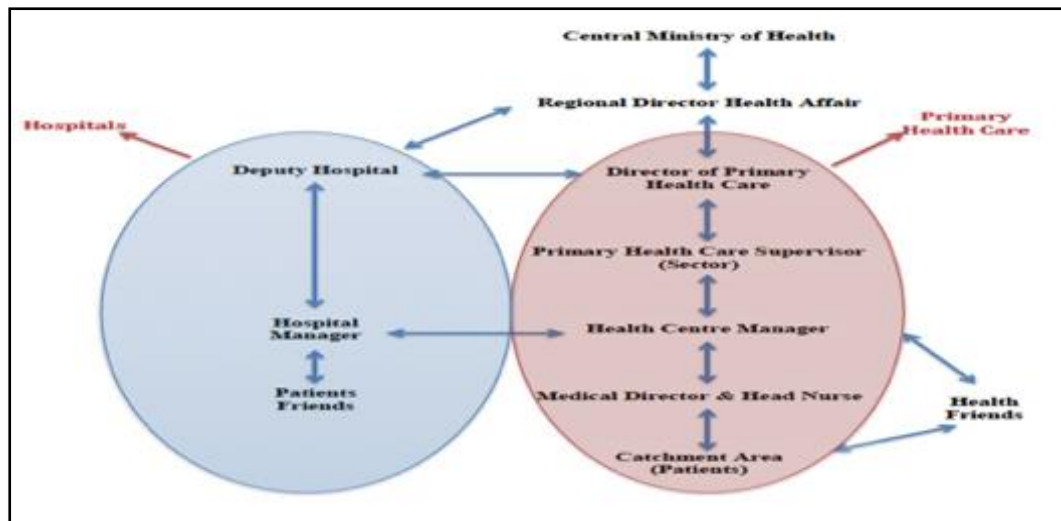 Central Ministry of Health
Regional Director Health Affair
Hospitals
Primary
Health Care
Deputy Hospital
Director of Primary
Health Care
Primary Health Care Supervisor
(Sector)
Hospital
Manager
Health Centre Manager
Patients
Friends
Medical Director & Head Nurse
Health
Friends
Catchment Area
(Patients)